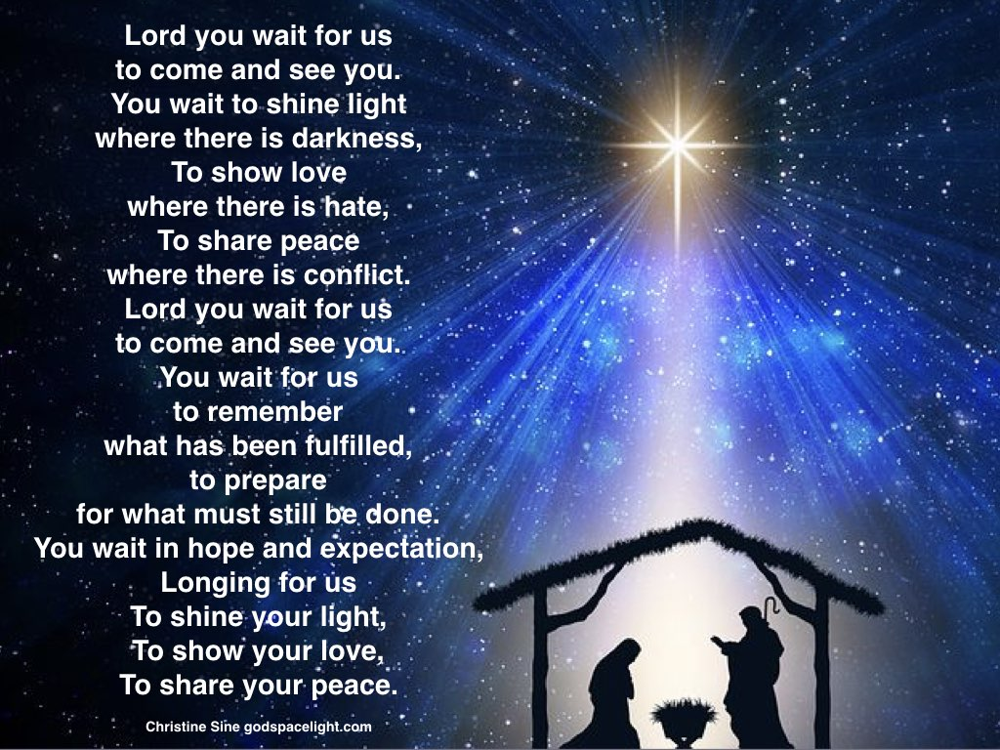 Lord you wait for us
to come and see you.
You wait to shine light
where there is darkness,
To show love
where there is hate,
To share peace
where there is conflict.
Lord you wait for us
to come and see you.
You wait for us
to remember
what has been fulfilled,
to prepare
for what must still be done.
You wait in hope and expectation,
Longing for us
To shine your light,
To show your love,
To share your peace.
Christine Sine godspacelight.com